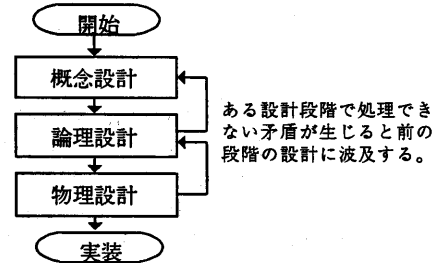 開始
概念設計
論理設計
物理設計
実装
ある設計段階で処理でき
ない矛盾が生じると前の
段階の設計に波及する。